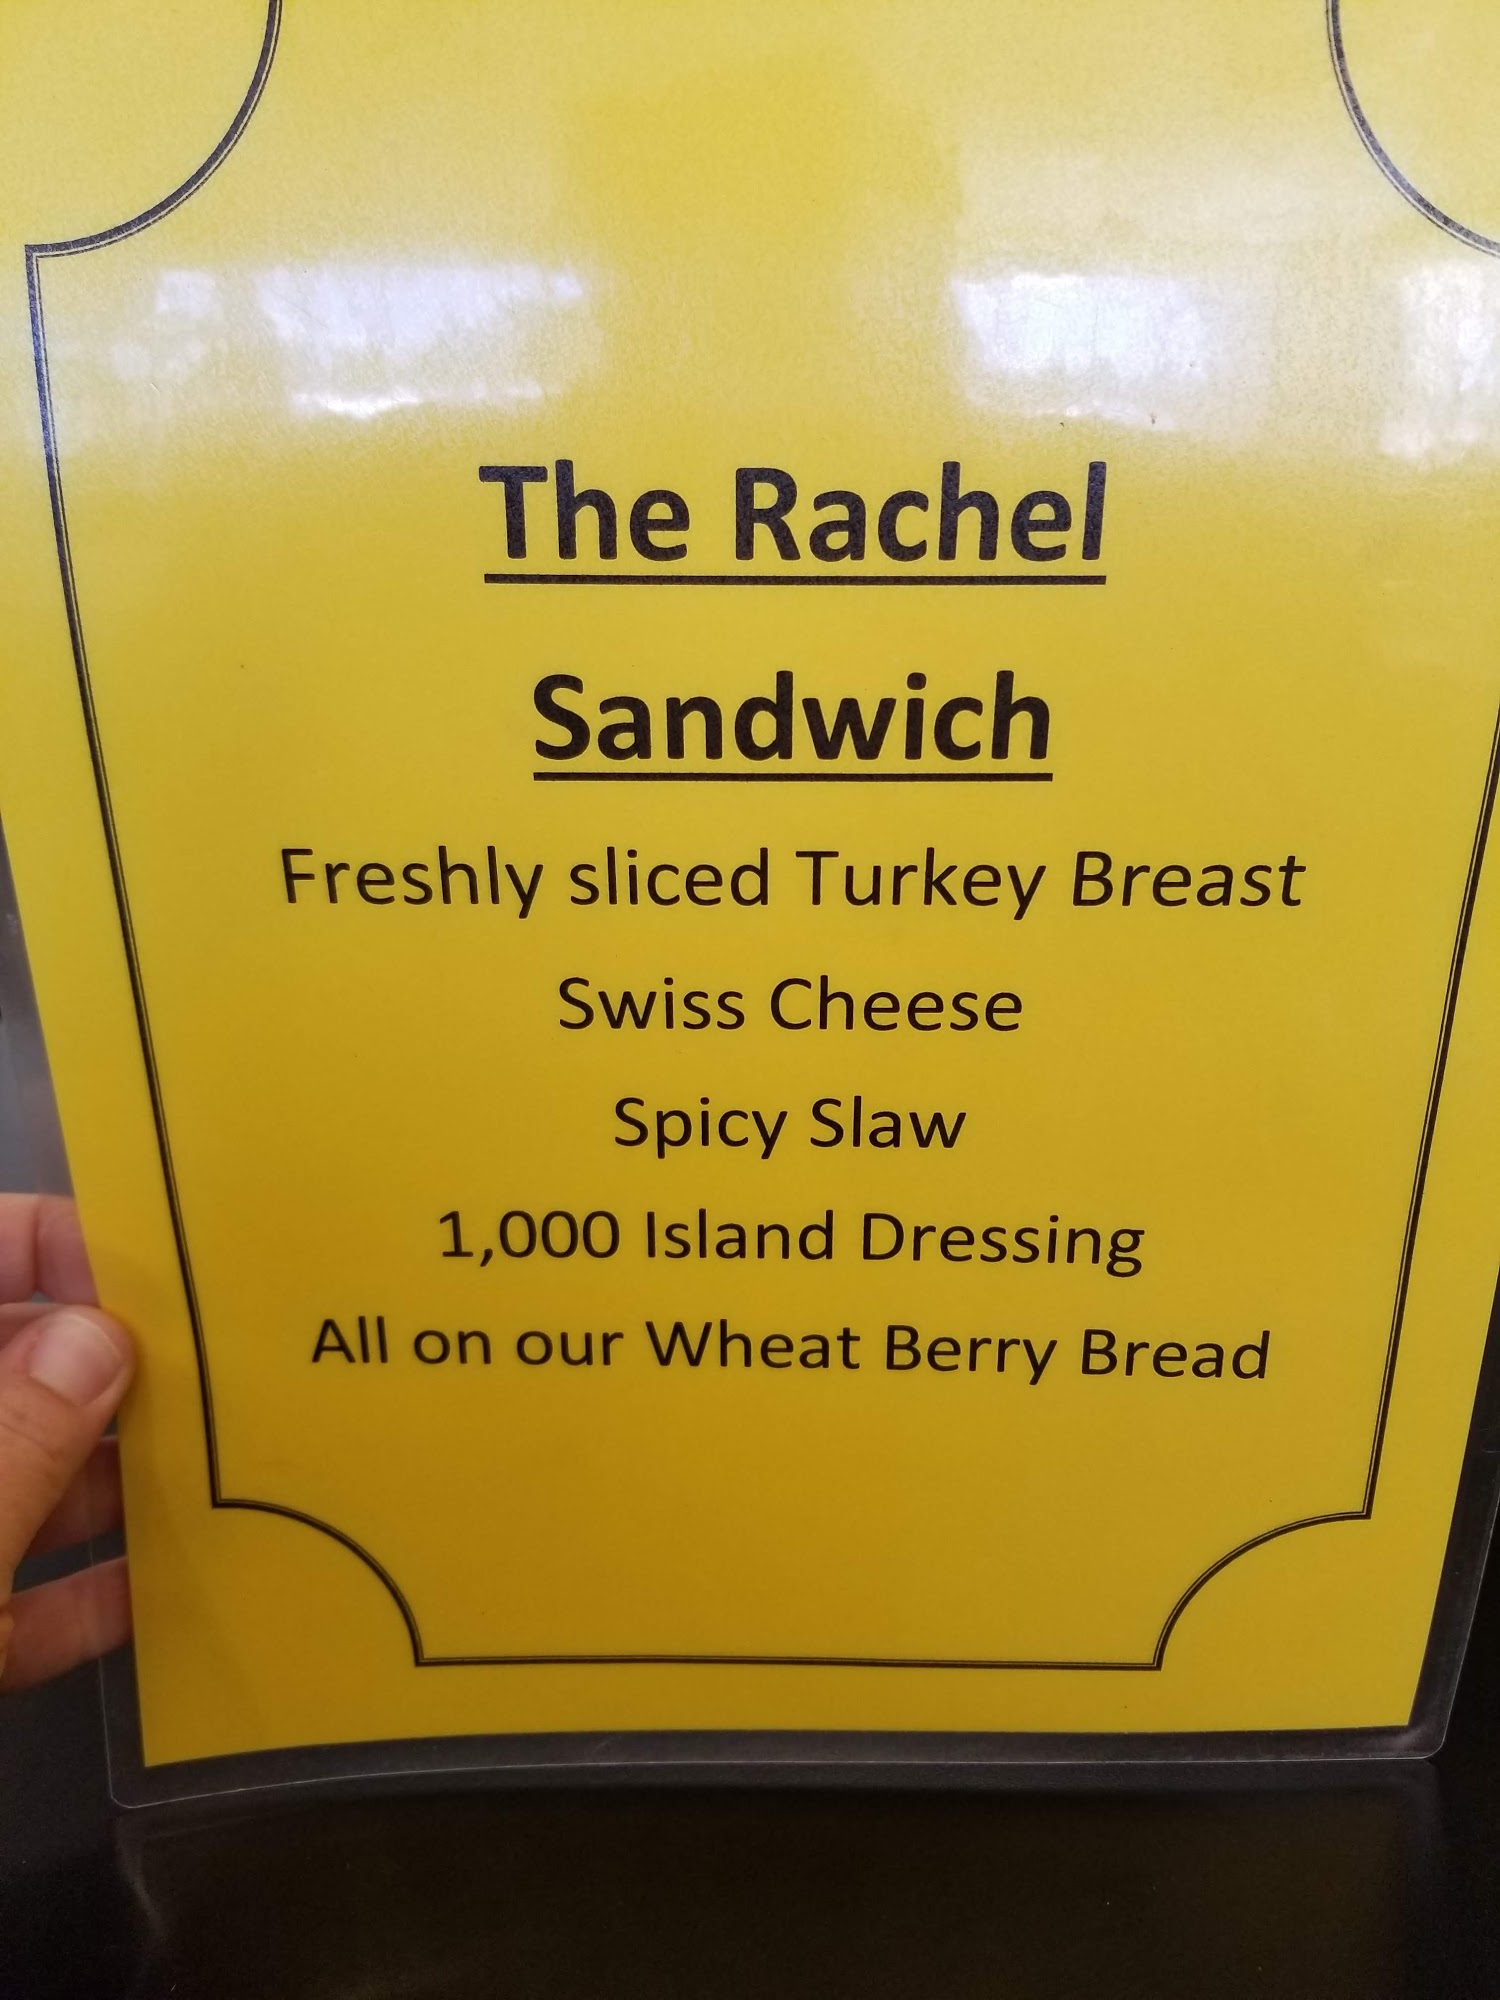 The Rachel
Sandwich
Freshly sliced Turkey Breast
Swiss Cheese
Spicy Slaw
1,000 Island Dressing
All on our Wheat Berry Bread